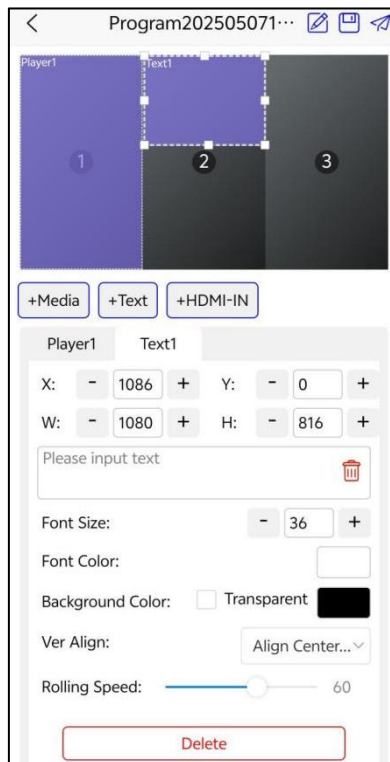 Program202505071···
Player1
Text1
1
2
3
+Media +Text +HDMI-IN
Player1 Text1
X: - 1086 + Y: - 0 +
W: - 1080 + H: - 816 +
Please input text
Font Size: - 36 +
Font Color:
Background Color: Transparent
Ver Align: Align Center...
Rolling Speed: 60
Delete